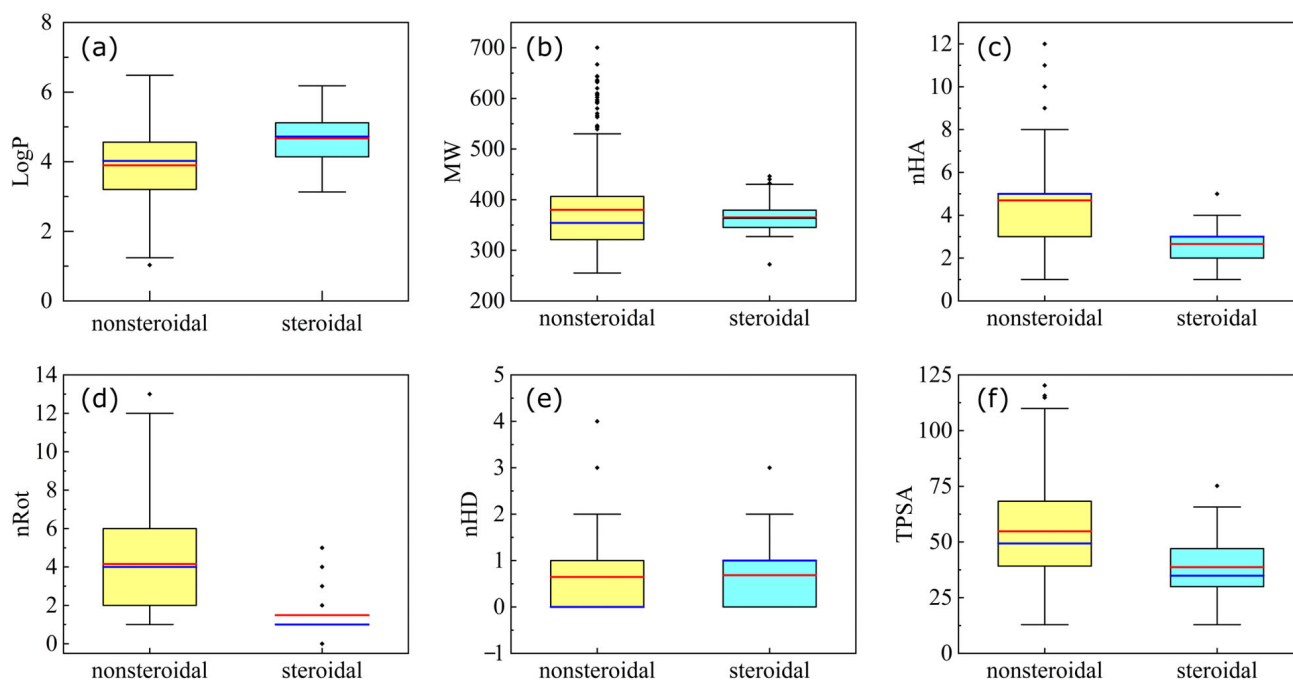 (a)
LogP
8
6
4
2
0
nonsteroidal
steroidal
(b)
MW
700
600
500
400
300
200
nonsteroidal
steroidal
(c)
nHA
12
10
8
6
4
2
0
nonsteroidal
steroidal
(d)
nRot
14
12
10
8
6
4
2
0
nonsteroidal
steroidal
(e)
nHD
5
4
3
2
1
0
−1
nonsteroidal
steroidal
(f)
TPSA
125
100
75
50
25
0
nonsteroidal
steroidal